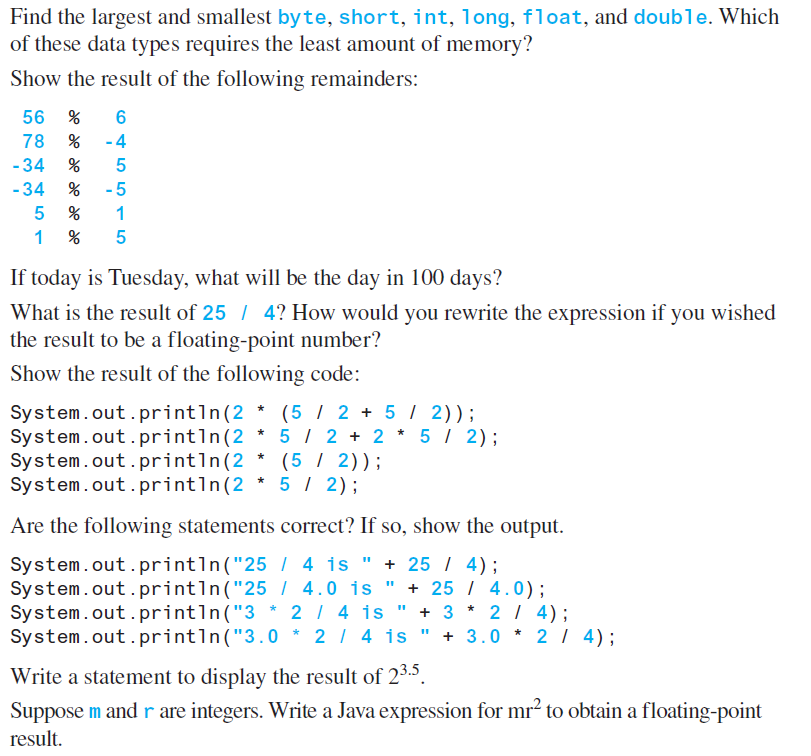 Find the largest and smallest byte, short, int, long, float, and double. Which
of these data types requires the least amount of memory?
Show the result of the following remainders:
56 % 6
78 % -4
-34 % 5
-34 % -5
5 % 1
1 % 5
If today is Tuesday, what will be the day in 100 days?
What is the result of 25 / 4? How would you rewrite the expression if you wished
the result to be a floating-point number?
Show the result of the following code:
System.out.println(2 * (5 / 2 + 5 / 2));
System.out.println(2 * 5 / 2 + 2 * 5 / 2);
System.out.println(2 * (5 / 2));
System.out.println(2 * 5 / 2);
Are the following statements correct? If so, show the output.
System.out.println("25 / 4 is " + 25 / 4);
System.out.println("25 / 4.0 is " + 25 / 4.0);
System.out.println("3 * 2 / 4 is " + 3 * 2 / 4);
System.out.println("3.0 * 2 / 4 is " + 3.0 * 2 / 4);
Write a statement to display the result of 2^3.5.
Suppose m and r are integers. Write a Java expression for mr² to obtain a floating-point
result.